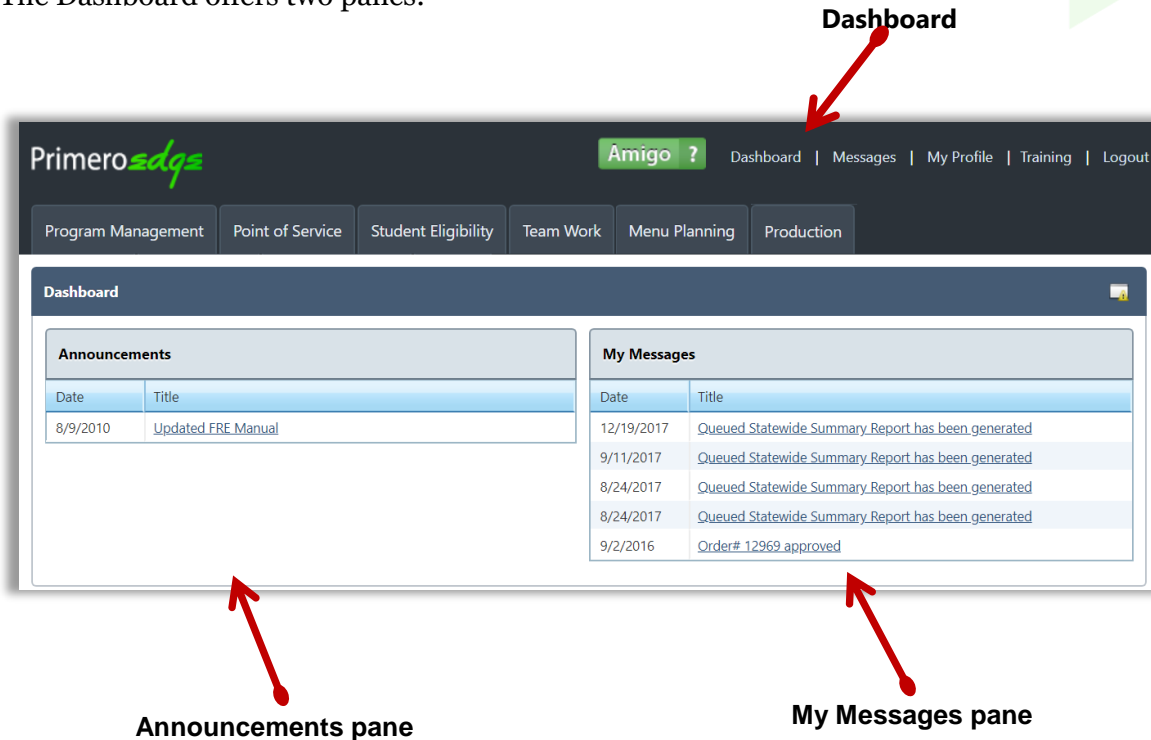 The Dashboard offers two panes:
Dashboard
Primeroedge
Amigo ? Dashboard | Messages | My Profile | Training | Logout
Program Management Point of Service Student Eligibility Team Work Menu Planning Production
Dashboard
Announcements
Date Title
8/9/2010 Updated FRE Manual
My Messages
Date Title
12/19/2017 Queued Statewide Summary Report has been generated
9/11/2017 Queued Statewide Summary Report has been generated
8/24/2017 Queued Statewide Summary Report has been generated
8/24/2017 Queued Statewide Summary Report has been generated
9/2/2016 Order# 12969 approved
Announcements pane
My Messages pane